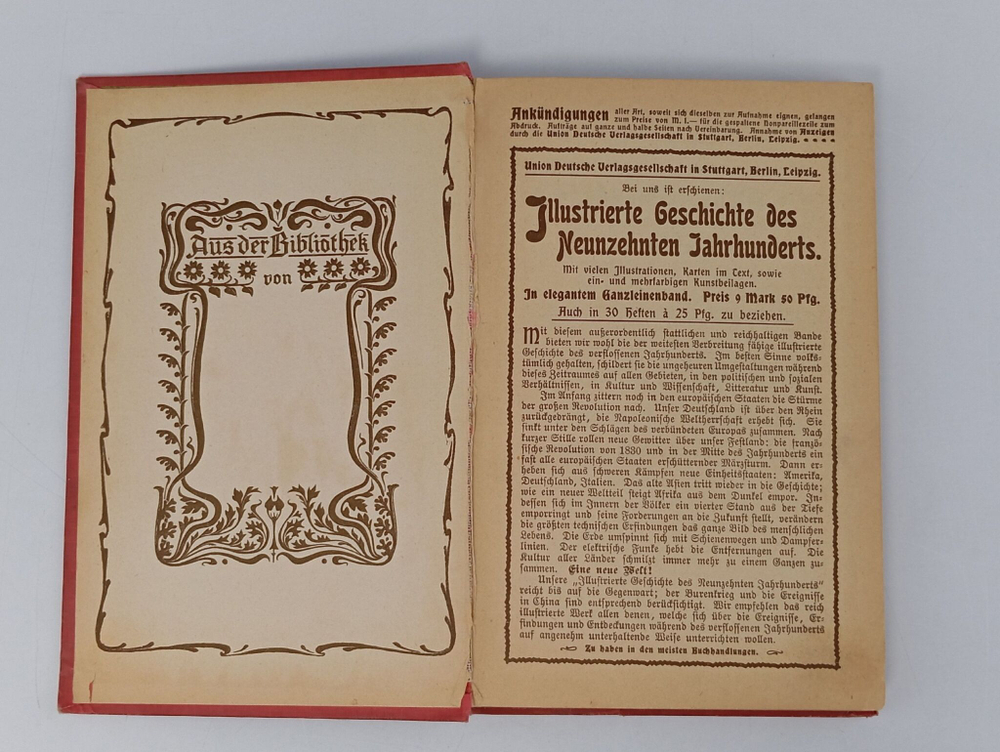 Aus der Bibliothek
von
Ankündigungen aller Art, soweit sich dieselben zur Aufnahme eignen, gelangen
zum Preise von M. 1.— für die gespaltene Nonpareillezeile zum
Abdruck. Aufträge auf ganze und halbe Seiten nach Vereinbarung. Annahme von Anzeigen
durch die Union Deutsche Verlagsgesellschaft in Stuttgart, Berlin, Leipzig.
Union Deutsche Verlagsgesellschaft in Stuttgart, Berlin, Leipzig.
Bei uns ist erschienen:
Illustrierte Geschichte des
Neunzehnten Jahrhunderts.
Mit vielen Illustrationen, Karten im Text, sowie
ein- und mehrfarbigen Kunstbeilagen.
In elegantem Ganzleinenband. Preis 9 Mark 50 Pfg.
Auch in 30 Heften à 25 Pfg. zu beziehen.
Mit diesem außerordentlich stattlichen und reichhaltigen Bande
bieten wir wohl die der weitesten Verbreitung fähige illustrierte
Geschichte des verflossenen Jahrhunderts. Im besten Sinne volks-
tümlich gehalten, schildert sie die ungeheuren Umgestaltungen während
dieses Zeitraumes auf allen Gebieten, in den politischen und sozialen
Verhältnissen, in Kultur und Wissenschaft, Litteratur und Kunst.
Im Anfang zittern noch in den europäischen Staaten die Stürme
der großen Revolution nach. Unser Deutschland ist über den Rhein
zurückgedrängt, die Napoleonische Weltherrschaft erhebt sich. Sie
sinkt unter den Schlägen des verbündeten Europas zusammen. Nach
kurzer Stille rollen neue Gewitter über unser Festland: die franzö-
sische Revolution von 1830 und in der Mitte des Jahrhunderts ein
fast alle europäischen Staaten erschütternder Märzsturm. Dann er-
heben sich aus schweren Kämpfen neue Einheitsstaaten: Amerika,
Deutschland, Italien. Das alte Asien tritt wieder in die Geschichte;
wie ein neuer Weltteil steigt Afrika aus dem Dunkel empor. In-
dessen sich im Innern der Völker ein vierter Stand aus der Tiefe
emporringt und seine Forderungen an die Zukunft stellt, verändern
die größten technischen Erfindungen das ganze Bild des menschlichen
Lebens. Die Erde umspinnt sich mit Schienenwegen und Dampfer-
linien. Der elektrische Funke hebt die Entfernungen auf. Die
Kultur aller Länder schmilzt immer mehr zu einem Ganzen zu-
sammen. Eine neue Welt!
Unsere „Illustrierte Geschichte des Neunzehnten Jahrhunderts“
reicht bis auf die Gegenwart; der Burenkrieg und die Ereignisse
in China sind entsprechend berücksichtigt. Wir empfehlen das reich
illustrierte Werk allen denen, welche sich über die Ereignisse, Er-
findungen und Entdeckungen während des verflossenen Jahrhunderts
auf angenehm unterhaltende Weise unterrichten wollen.
Zu haben in den meisten Buchhandlungen.